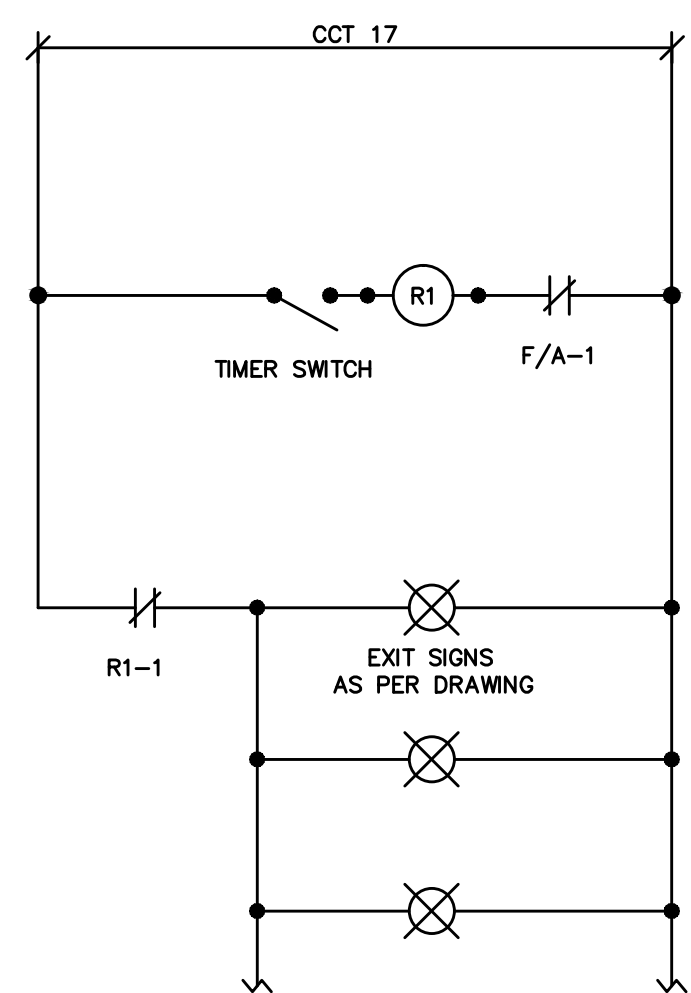 CCT 17
R1
TIMER SWITCH
F/A-1
R1-1
EXIT SIGNS
AS PER DRAWING